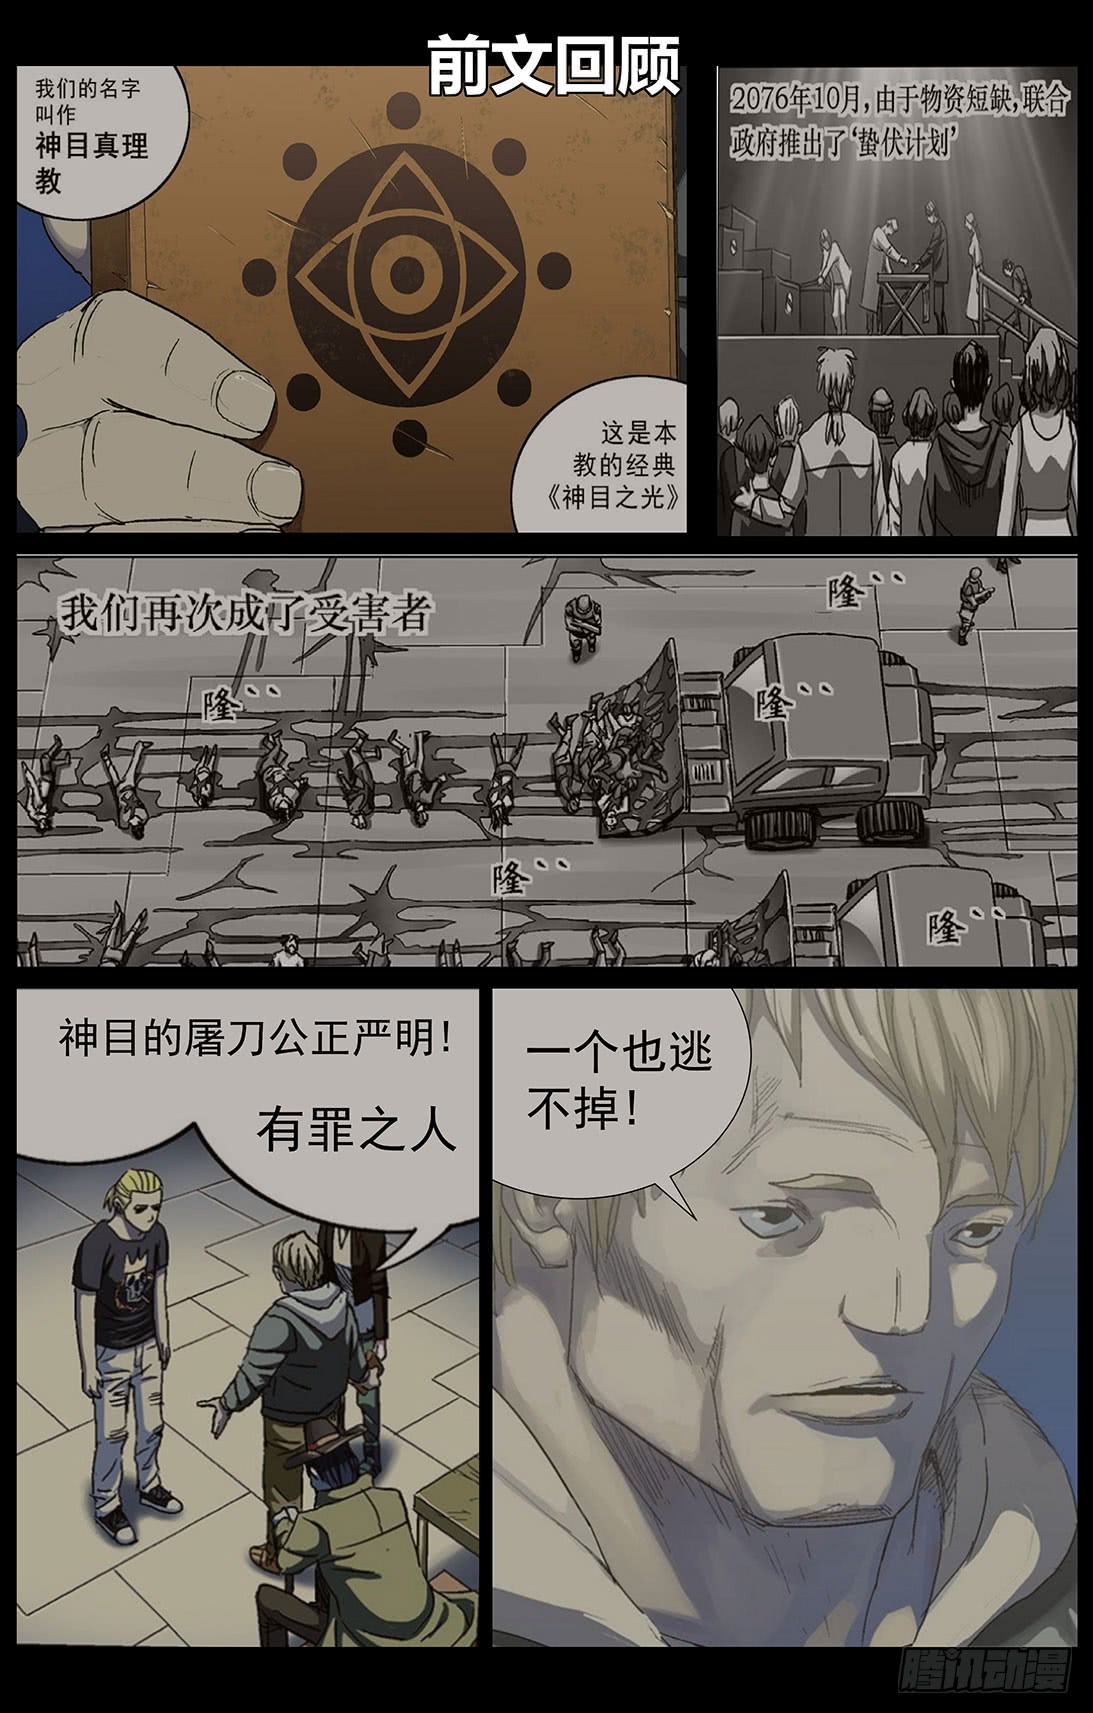 前文回顾
我们的名字
叫作
神目真理
教
这是本
教的经典
《神目之光》
2076年10月，由于物资短缺，联合
政府推出了‘蛰伏计划’
我们再次成了受害者
隆
隆
隆
隆
隆
神目的屠刀公正严明！
有罪之人
一个也逃
不掉！
腾讯动漫